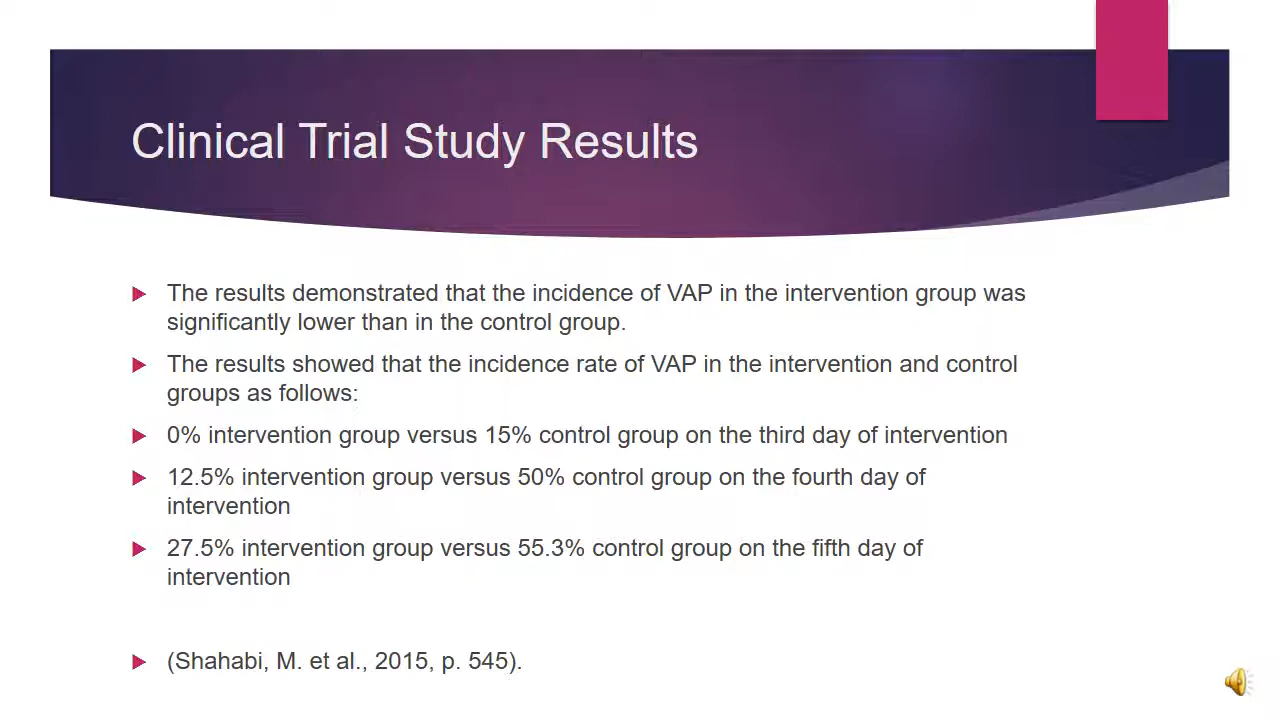 Clinical Trial Study Results
The results demonstrated that the incidence of VAP in the intervention group was
significantly lower than in the control group.
The results showed that the incidence rate of VAP in the intervention and control
groups as follows:
0% intervention group versus 15% control group on the third day of intervention
12.5% intervention group versus 50% control group on the fourth day of
intervention
27.5% intervention group versus 55.3% control group on the fifth day of
intervention
(Shahabi, M. et al., 2015, p. 545).